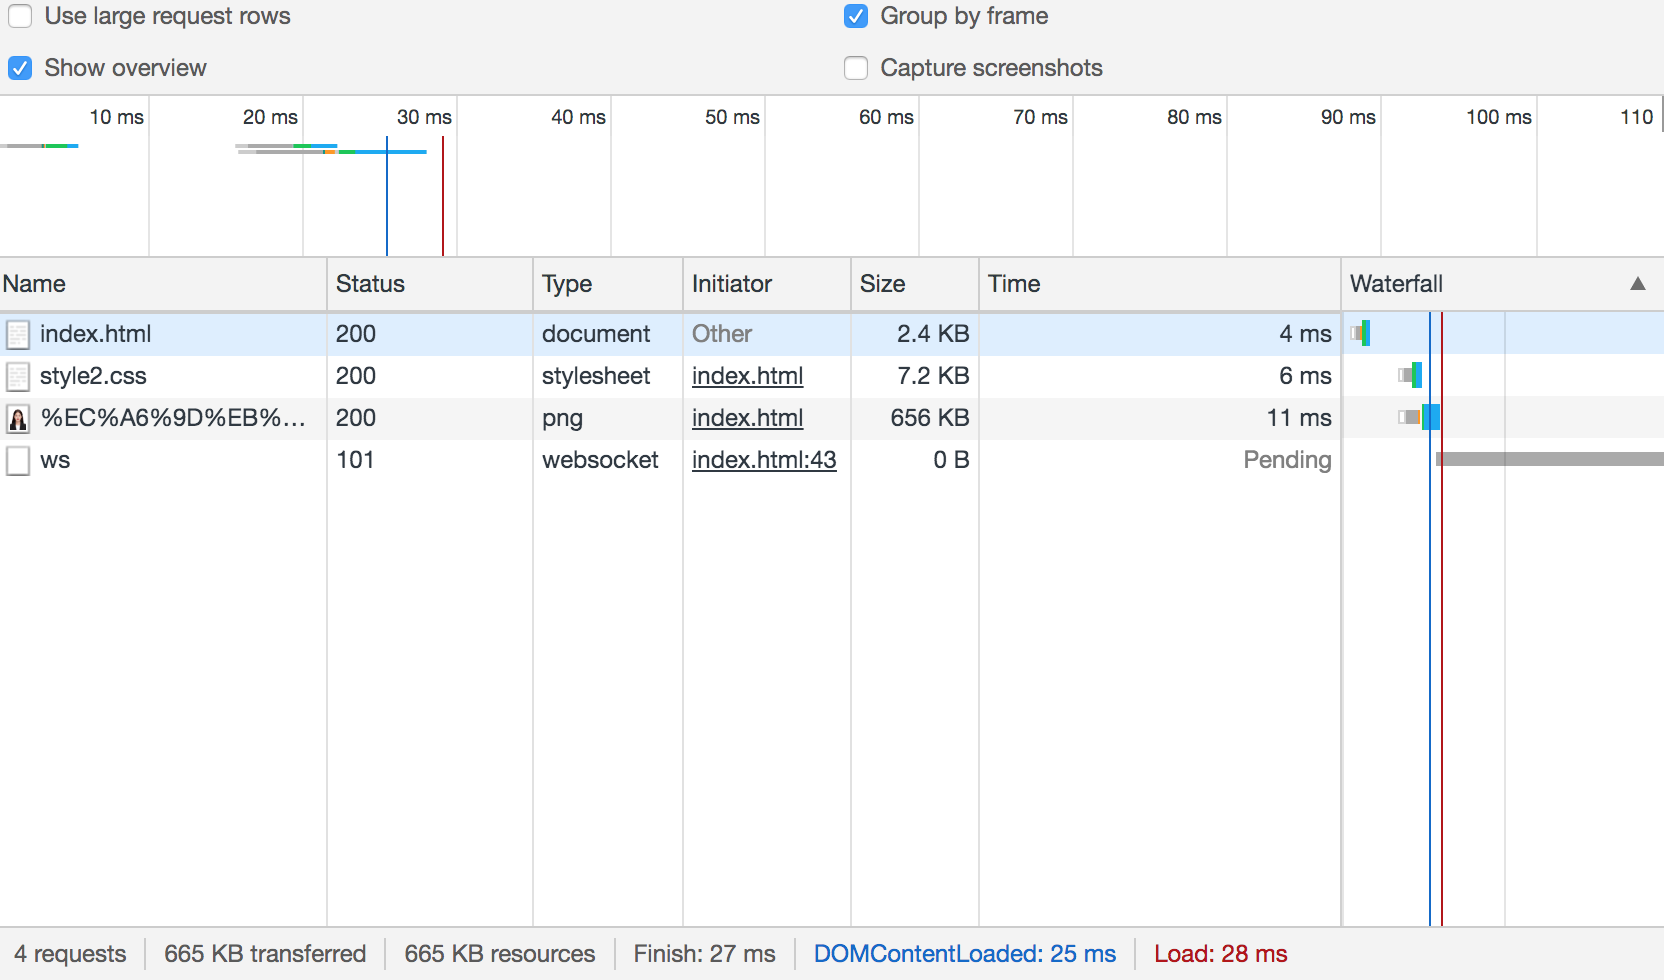 Use large request rows Group by frame
Show overview Capture screenshots
10 ms 20 ms 30 ms 40 ms 50 ms 60 ms 70 ms 80 ms 90 ms 100 ms 110
Name Status Type Initiator Size Time Waterfall ▲
index.html 200 document Other 2.4 KB 4 ms
style2.css 200 stylesheet index.html 7.2 KB 6 ms
%EC%A6%9D%EB%... 200 png index.html 656 KB 11 ms
ws 101 websocket index.html:43 0 B Pending
4 requests 665 KB transferred 665 KB resources Finish: 27 ms DOMContentLoaded: 25 ms Load: 28 ms